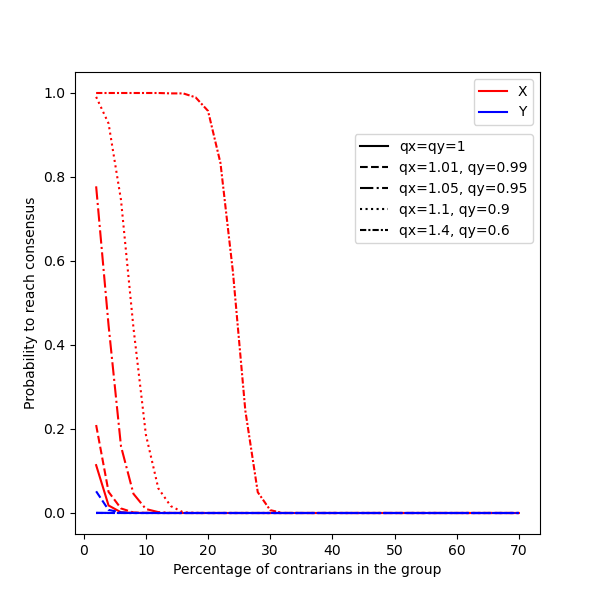 X
Y
qx=qy=1
qx=1.01, qy=0.99
qx=1.05, qy=0.95
qx=1.1, qy=0.9
qx=1.4, qy=0.6
Probability to reach consensus
1.0
0.8
0.6
0.4
0.2
0.0
0 10 20 30 40 50 60 70
Percentage of contrarians in the group